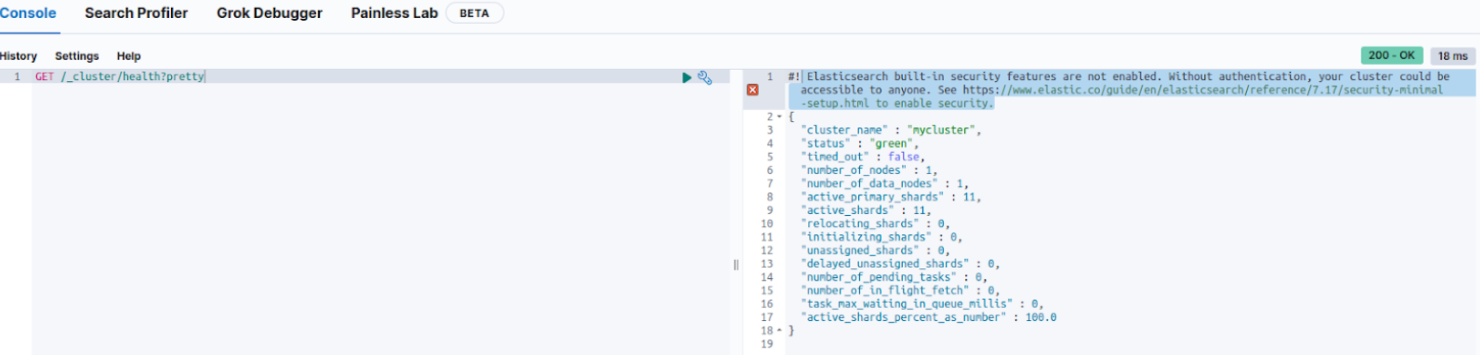 Console Search Profiler Grok Debugger Painless Lab BETA
History Settings Help
200 - OK 18 ms
1 GET /_cluster/health?pretty
1 #! Elasticsearch built-in security features are not enabled. Without authentication, your cluster could be
accessible to anyone. See https://www.elastic.co/guide/en/elasticsearch/reference/7.17/security-minimal
-setup.html to enable security.
2 {
3 "cluster_name" : "mycluster",
4 "status" : "green",
5 "timed_out" : false,
6 "number_of_nodes" : 1,
7 "number_of_data_nodes" : 1,
8 "active_primary_shards" : 11,
9 "active_shards" : 11,
10 "relocating_shards" : 0,
11 "initializing_shards" : 0,
12 "unassigned_shards" : 0,
13 "delayed_unassigned_shards" : 0,
14 "number_of_pending_tasks" : 0,
15 "number_of_in_flight_fetch" : 0,
16 "task_max_waiting_in_queue_millis" : 0,
17 "active_shards_percent_as_number" : 100.0
18 }
19